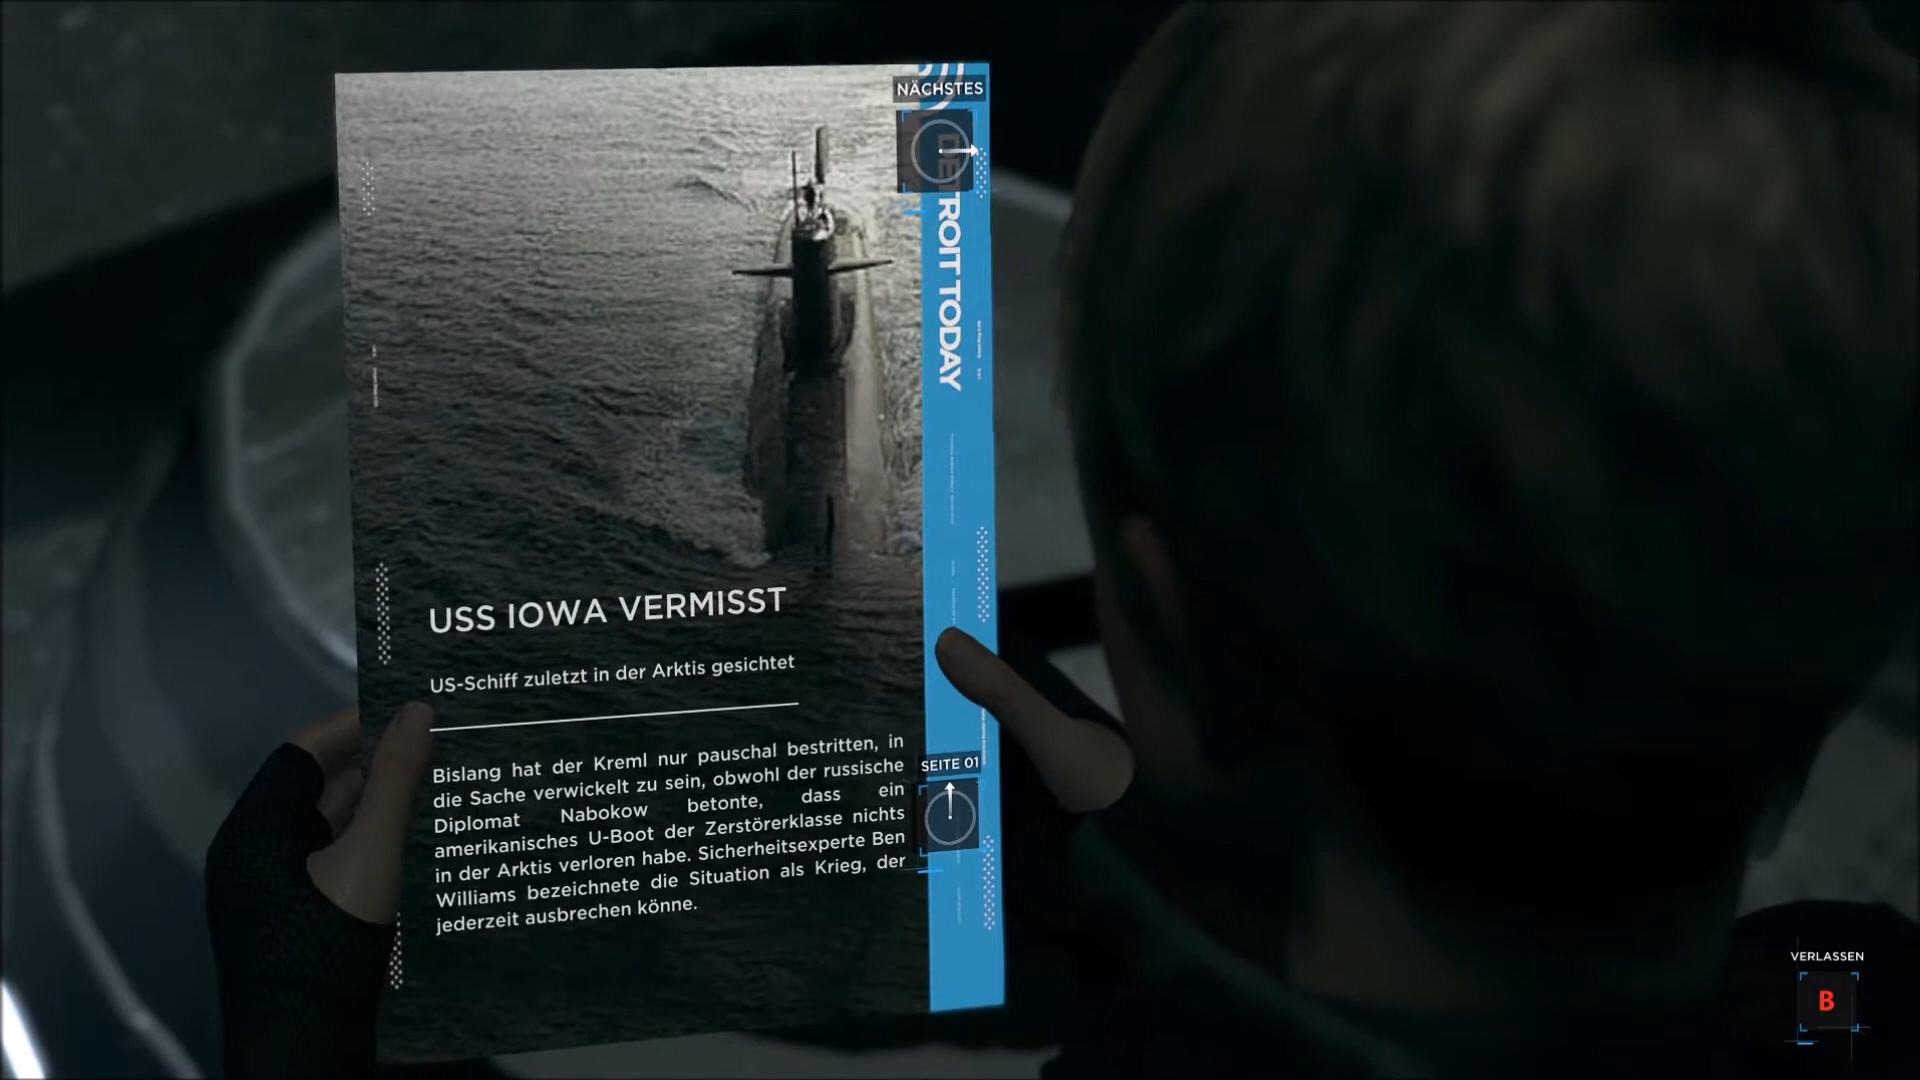 NÄCHSTES
DETROIT TODAY
USS IOWA VERMISST
US-Schiff zuletzt in der Arktis gesichtet
Bislang hat der Kreml nur pauschal bestritten, in
die Sache verwickelt zu sein, obwohl der russische
Diplomat Nabokow betonte, dass ein
amerikanisches U-Boot der Zerstörerklasse nichts
in der Arktis verloren habe. Sicherheitsexperte Ben
Williams bezeichnete die Situation als Krieg, der
jederzeit ausbrechen könne.
SEITE 01
VERLASSEN
B